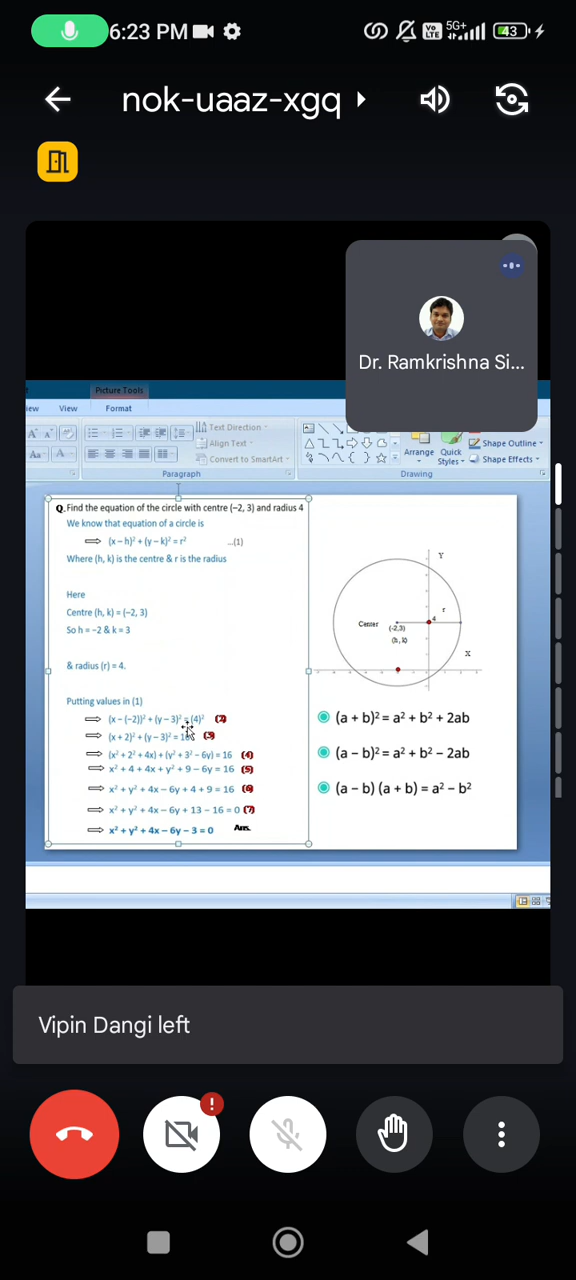 6:23 PM
Vo LTE 5G+ 43
nok-uaaz-xgq
Dr. Ramkrishna Si...
Picture Tools
ew View Format
Text Direction
Align Text
Convert to SmartArt
Paragraph
Arrange Quick Styles
Shape Outline
Shape Effects
Drawing
Q. Find the equation of the circle with centre (−2, 3) and radius 4
We know that equation of a circle is
⟹ (x − h)² + (y − k)² = r² ...(1)
Where (h, k) is the centre & r is the radius
Here
Centre (h, k) = (−2, 3)
So h = −2 & k = 3
& radius (r) = 4.
Putting values in (1)
⟹ (x − (−2))² + (y − 3)² = (4)² (2)
⟹ (x + 2)² + (y − 3)² = 16 (3)
⟹ (x² + 2² + 4x) + (y² + 3² − 6y) = 16 (4)
⟹ x² + 4 + 4x + y² + 9 − 6y = 16 (5)
⟹ x² + y² + 4x − 6y + 4 + 9 = 16 (6)
⟹ x² + y² + 4x − 6y + 13 − 16 = 0 (7)
⟹ x² + y² + 4x − 6y − 3 = 0 Ans.
Y
r
4
Center
(-2,3)
(h, k)
X
(a + b)² = a² + b² + 2ab
(a − b)² = a² + b² − 2ab
(a − b) (a + b) = a² − b²
Vipin Dangi left